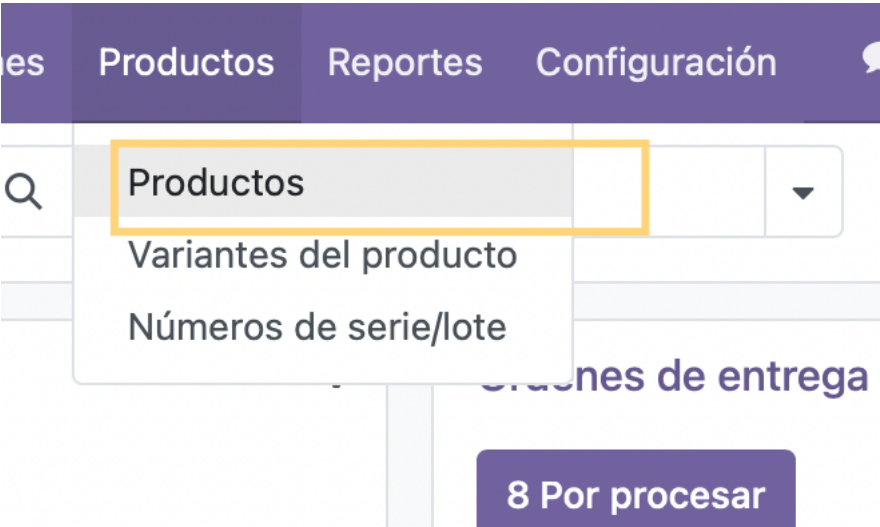 Productos Reportes Configuración
Productos
Variantes del producto
Números de serie/lote
de entrega
8 Por procesar